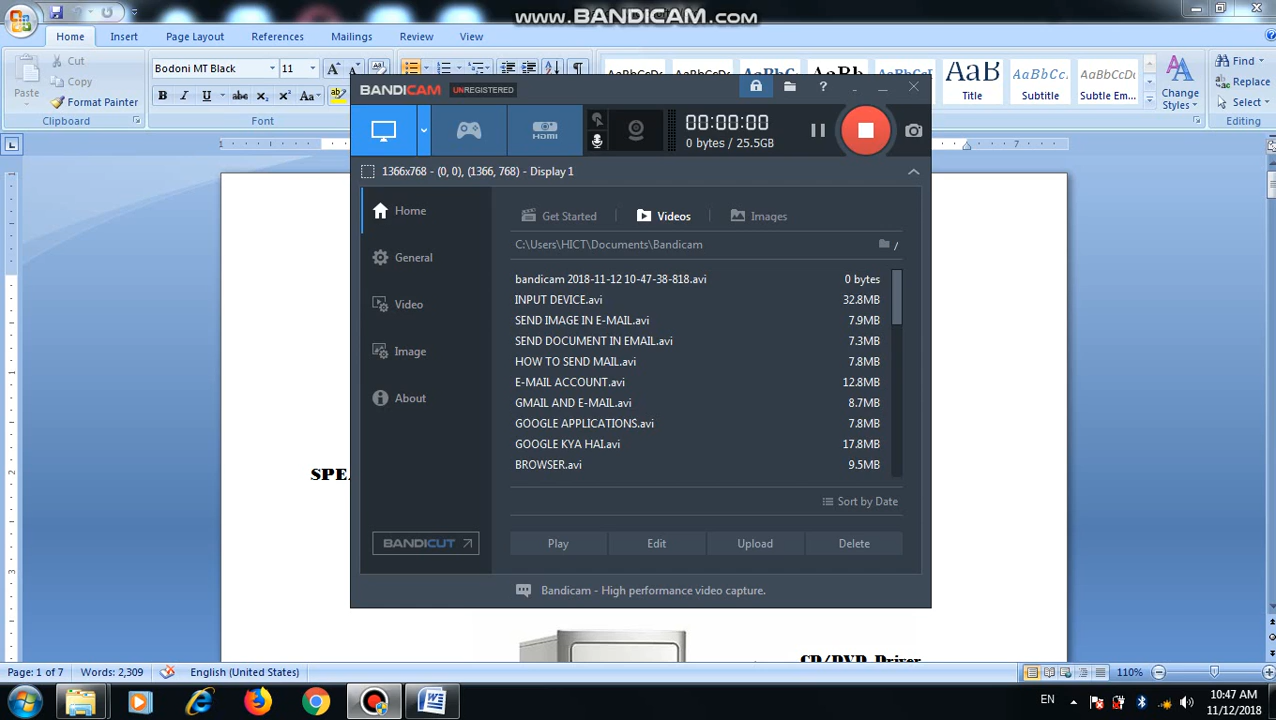 www.BANDICAM.com
Home Insert Page Layout References Mailings Review View
Cut
Copy
Paste
Format Painter
Clipboard
Bodoni MT Black 11
B I U abc x₂ x² Aa
Font
AaB
Title Subtitle Subtle Em...
Change Styles
Find
Replace
Select
Editing
BANDICAM UNREGISTERED
HDMI
00:00:00
0 bytes / 25.5GB
1366x768 - (0, 0), (1366, 768) - Display 1
Home
General
Video
Image
About
BANDICUT
Get Started Videos Images
C:\Users\HICT\Documents\Bandicam /
bandicam 2018-11-12 10-47-38-818.avi 0 bytes
INPUT DEVICE.avi 32.8MB
SEND IMAGE IN E-MAIL.avi 7.9MB
SEND DOCUMENT IN EMAIL.avi 7.3MB
HOW TO SEND MAIL.avi 7.8MB
E-MAIL ACCOUNT.avi 12.8MB
GMAIL AND E-MAIL.avi 8.7MB
GOOGLE APPLICATIONS.avi 7.8MB
GOOGLE KYA HAI.avi 17.8MB
BROWSER.avi 9.5MB
Sort by Date
Play Edit Upload Delete
Bandicam - High performance video capture.
CD/DVD Driver
Page: 1 of 7 Words: 2,309 English (United States) 110%
EN
10:47 AM
11/12/2018